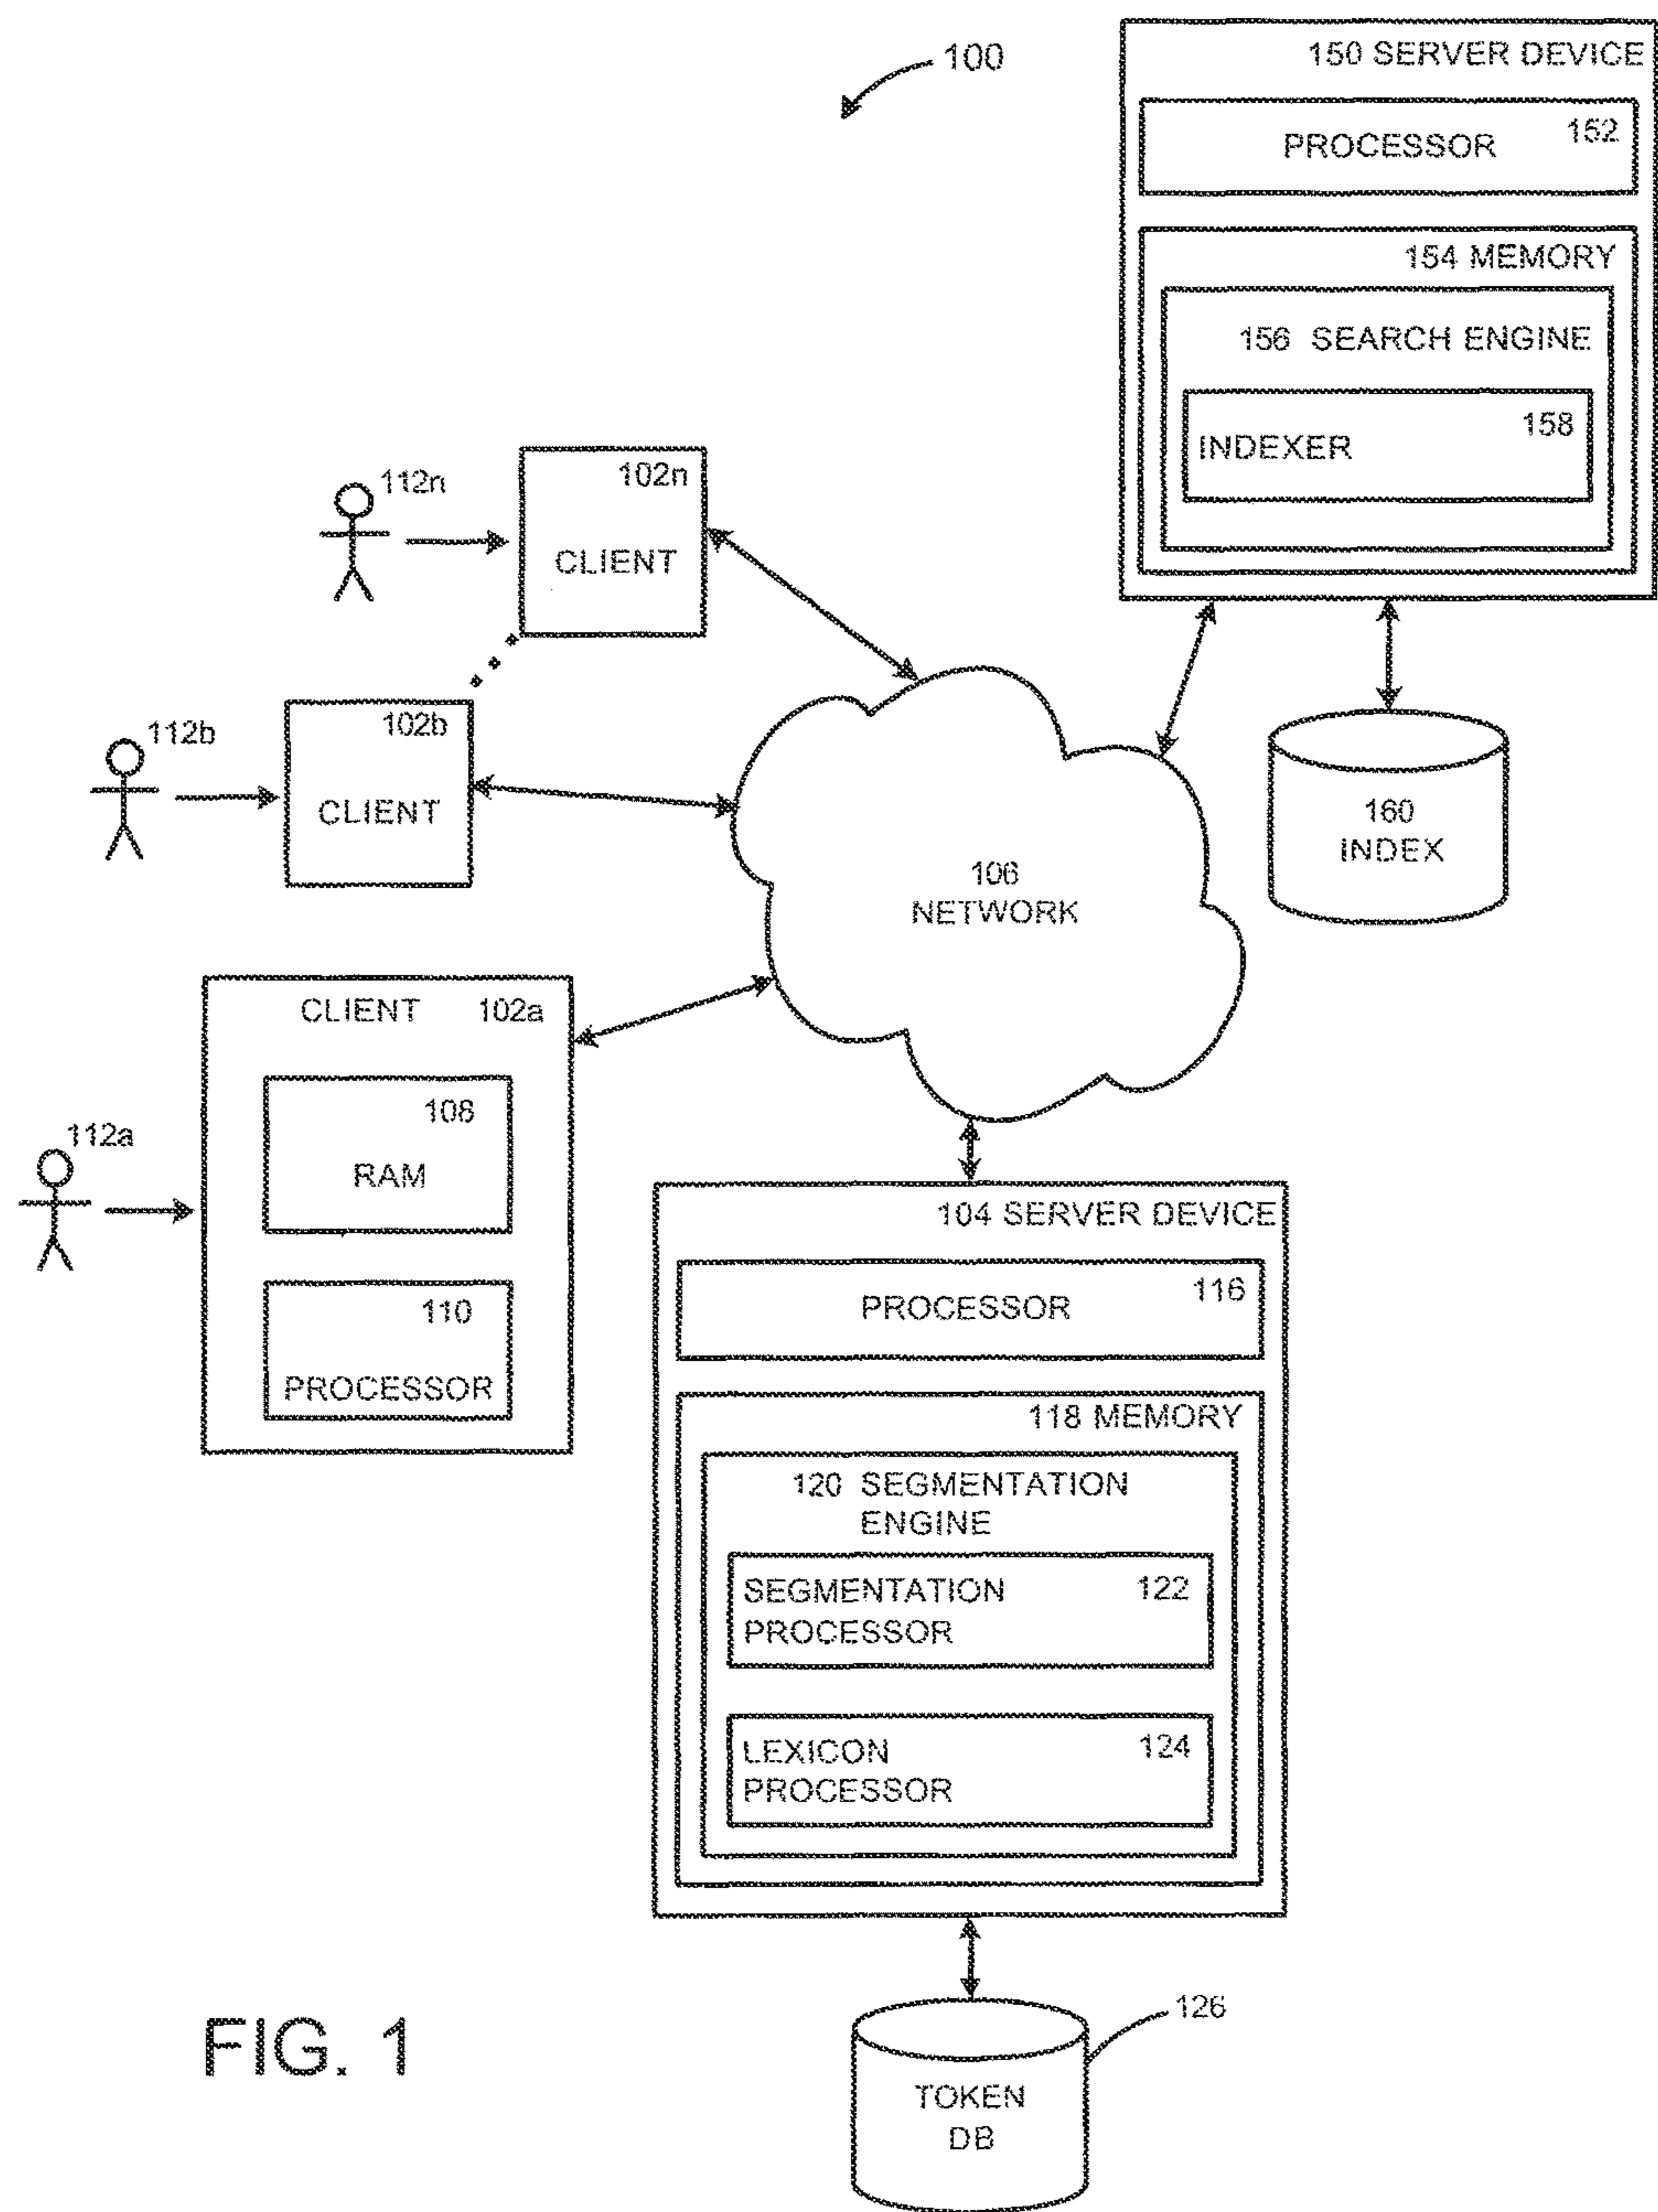 100
150 SERVER DEVICE
152
PROCESSOR
154 MEMORY
156 SEARCH ENGINE
158
INDEXER
112n
102n
CLIENT
112b
102b
CLIENT
160
INDEX
106
NETWORK
CLIENT 102a
108
RAM
112a
110
PROCESSOR
104 SERVER DEVICE
116
PROCESSOR
118 MEMORY
120 SEGMENTATION
ENGINE
SEGMENTATION 122
PROCESSOR
LEXICON 124
PROCESSOR
126
TOKEN
DB
FIG. 1